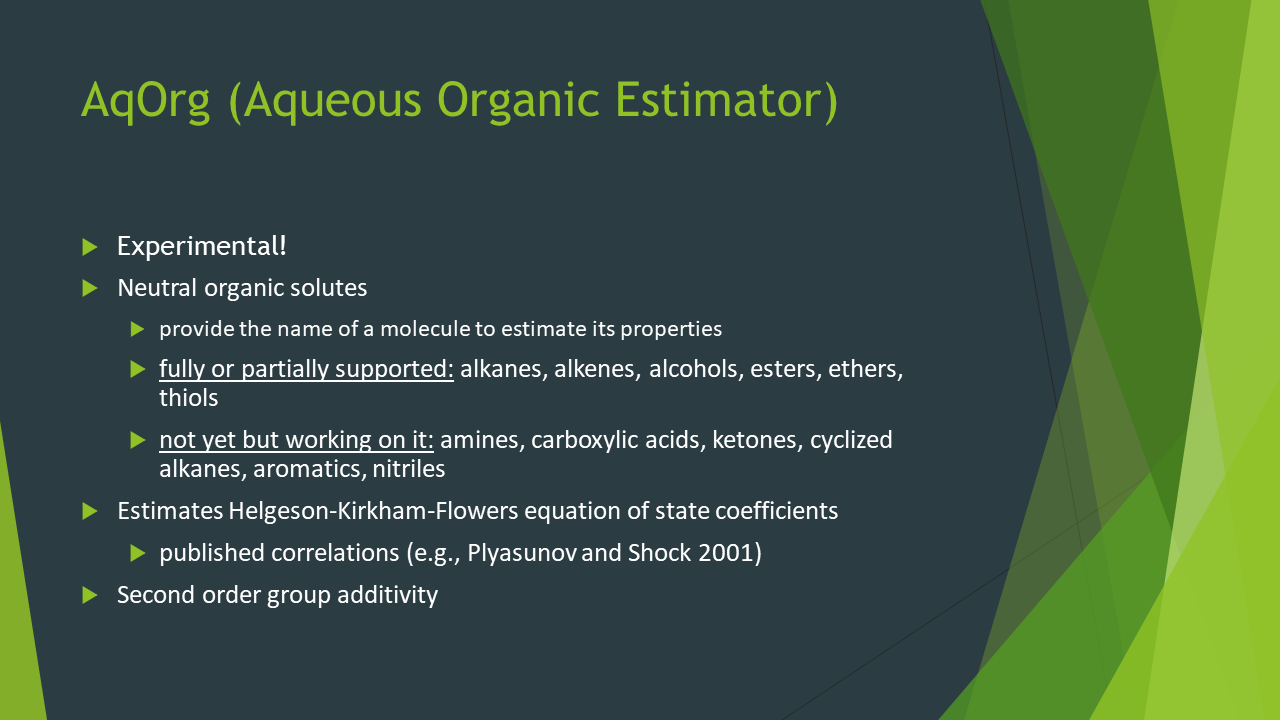 AqOrg (Aqueous Organic Estimator)
Experimental!
Neutral organic solutes
provide the name of a molecule to estimate its properties
fully or partially supported: alkanes, alkenes, alcohols, esters, ethers,
thiols
not yet but working on it: amines, carboxylic acids, ketones, cyclized
alkanes, aromatics, nitriles
Estimates Helgeson-Kirkham-Flowers equation of state coefficients
published correlations (e.g., Plyasunov and Shock 2001)
Second order group additivity